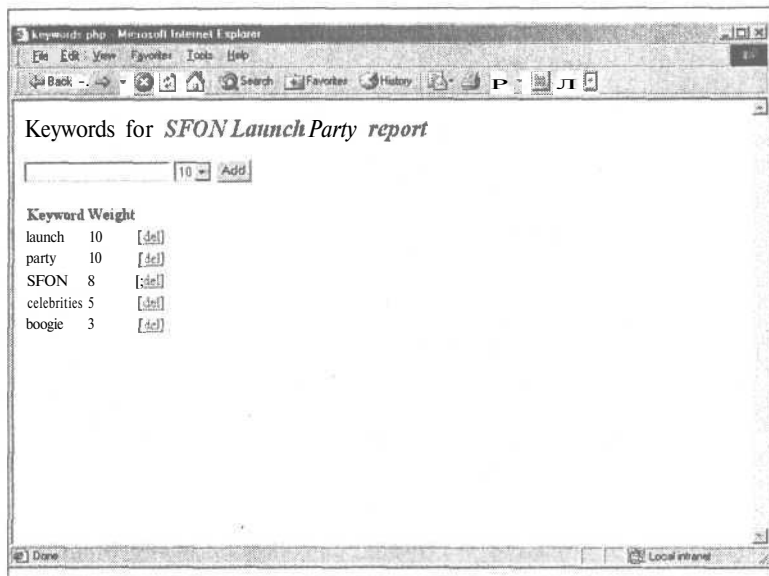 keywords php - Microsoft Internet Explorer
File Edit View Favorites Tools Help
Back Search Favorites History Р Л
Keywords for SFON Launch Party report
10 Add
Keyword Weight
launch 10 [del]
party 10 [del]
SFON 8 [;del]
celebrities 5 [del]
boogie 3 [del]
Done Local intranet